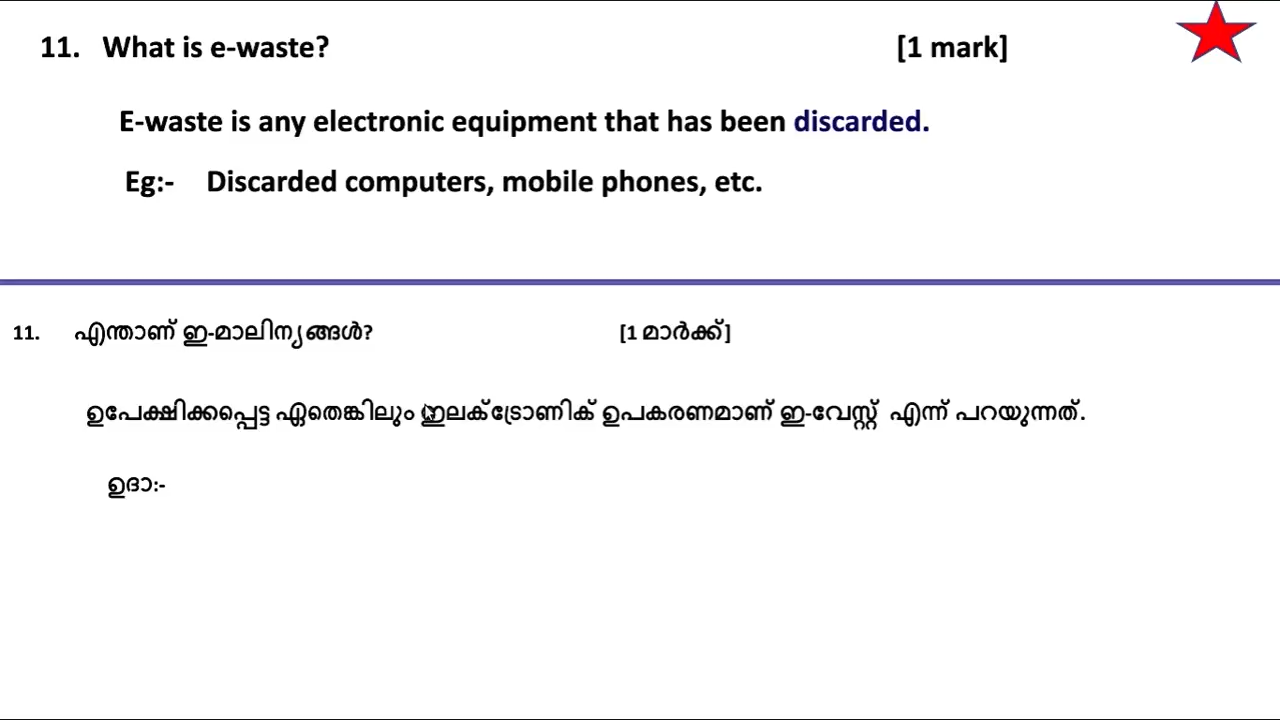 11. What is e-waste? [1 mark]
E-waste is any electronic equipment that has been discarded.
Eg:- Discarded computers, mobile phones, etc.
11. എന്താണ് ഇ-മാലിന്യങ്ങൾ? [1 മാർക്ക്]
ഉപേക്ഷിക്കപ്പെട്ട ഏതെങ്കിലും ഇലക്ട്രോണിക് ഉപകരണമാണ് ഇ-വേസ്റ്റ് എന്ന് പറയുന്നത്.
ഉദാ:-